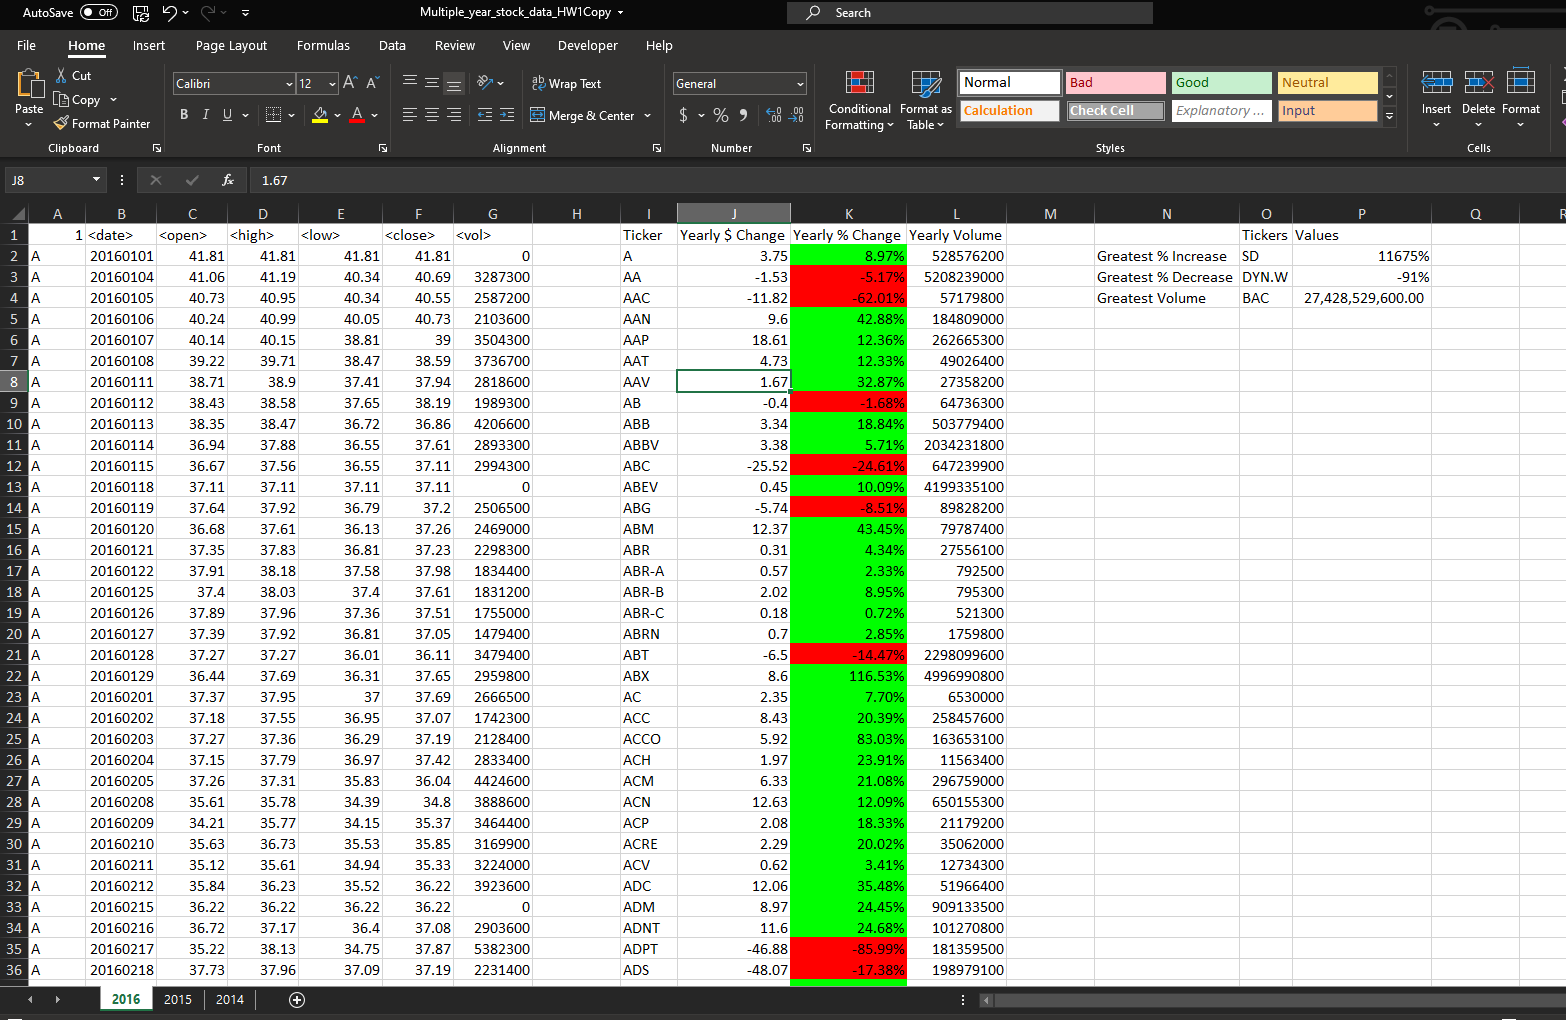 AutoSave Off Multiple_year_stock_data_HW1Copy Search
File Home Insert Page Layout Formulas Data Review View Developer Help
Paste Cut Copy Format Painter Clipboard
Calibri 12 A A B I U A Font
ab Wrap Text Merge & Center Alignment
General $ % Number
Conditional Formatting Format as Table
Normal Bad Good Neutral
Calculation Check Cell Explanatory ... Input
Styles
Insert Delete Format
Cells
J8 fx 1.67
A B C D E F G H I J K L M N O P Q R
1 1 <date> <open> <high> <low> <close> <vol> Ticker Yearly $ Change Yearly % Change Yearly Volume Tickers Values
2 A 20160101 41.81 41.81 41.81 41.81 0 A 3.75 8.97% 528576200 Greatest % Increase SD 11675%
3 A 20160104 41.06 41.19 40.34 40.69 3287300 AA -1.53 -5.17% 5208239000 Greatest % Decrease DYN.W -91%
4 A 20160105 40.73 40.95 40.34 40.55 2587200 AAC -11.82 -62.01% 57179800 Greatest Volume BAC 27,428,529,600.00
5 A 20160106 40.24 40.99 40.05 40.73 2103600 AAN 9.6 42.88% 184809000
6 A 20160107 40.14 40.15 38.81 39 3504300 AAP 18.61 12.36% 262665300
7 A 20160108 39.22 39.71 38.47 38.59 3736700 AAT 4.73 12.33% 49026400
8 A 20160111 38.71 38.9 37.41 37.94 2818600 AAV 1.67 32.87% 27358200
9 A 20160112 38.43 38.58 37.65 38.19 1989300 AB -0.4 -1.68% 64736300
10 A 20160113 38.35 38.47 36.72 36.86 4206600 ABB 3.34 18.84% 503779400
11 A 20160114 36.94 37.88 36.55 37.61 2893300 ABBV 3.38 5.71% 2034231800
12 A 20160115 36.67 37.56 36.55 37.11 2994300 ABC -25.52 -24.61% 647239900
13 A 20160118 37.11 37.11 37.11 37.11 0 ABEV 0.45 10.09% 4199335100
14 A 20160119 37.64 37.92 36.79 37.2 2506500 ABG -5.74 -8.51% 89828200
15 A 20160120 36.68 37.61 36.13 37.26 2469000 ABM 12.37 43.45% 79787400
16 A 20160121 37.35 37.83 36.81 37.23 2298300 ABR 0.31 4.34% 27556100
17 A 20160122 37.91 38.18 37.58 37.98 1834400 ABR-A 0.57 2.33% 792500
18 A 20160125 37.4 38.03 37.4 37.61 1831200 ABR-B 2.02 8.95% 795300
19 A 20160126 37.89 37.96 37.36 37.51 1755000 ABR-C 0.18 0.72% 521300
20 A 20160127 37.39 37.92 36.81 37.05 1479400 ABRN 0.7 2.85% 1759800
21 A 20160128 37.27 37.27 36.01 36.11 3479400 ABT -6.5 -14.47% 2298099600
22 A 20160129 36.44 37.69 36.31 37.65 2959800 ABX 8.6 116.53% 4996990800
23 A 20160201 37.37 37.95 37 37.69 2666500 AC 2.35 7.70% 6530000
24 A 20160202 37.18 37.55 36.95 37.07 1742300 ACC 8.43 20.39% 258457600
25 A 20160203 37.27 37.36 36.29 37.19 2128400 ACCO 5.92 83.03% 163653100
26 A 20160204 37.15 37.79 36.97 37.42 2833400 ACH 1.97 23.91% 11563400
27 A 20160205 37.26 37.31 35.83 36.04 4424600 ACM 6.33 21.08% 296759000
28 A 20160208 35.61 35.78 34.39 34.8 3888600 ACN 12.63 12.09% 650155300
29 A 20160209 34.21 35.77 34.15 35.37 3464400 ACP 2.08 18.33% 21179200
30 A 20160210 35.63 36.73 35.53 35.85 3169900 ACRE 2.29 20.02% 35062000
31 A 20160211 35.12 35.61 34.94 35.33 3224000 ACV 0.62 3.41% 12734300
32 A 20160212 35.84 36.23 35.52 36.22 3923600 ADC 12.06 35.48% 51966400
33 A 20160215 36.22 36.22 36.22 36.22 0 ADM 8.97 24.45% 909133500
34 A 20160216 36.72 37.17 36.4 37.08 2903600 ADNT 11.6 24.68% 101270800
35 A 20160217 35.22 38.13 34.75 37.87 5382300 ADPT -46.88 -85.99% 181359500
36 A 20160218 37.73 37.96 37.09 37.19 2231400 ADS -48.07 -17.38% 198979100
2016 2015 2014